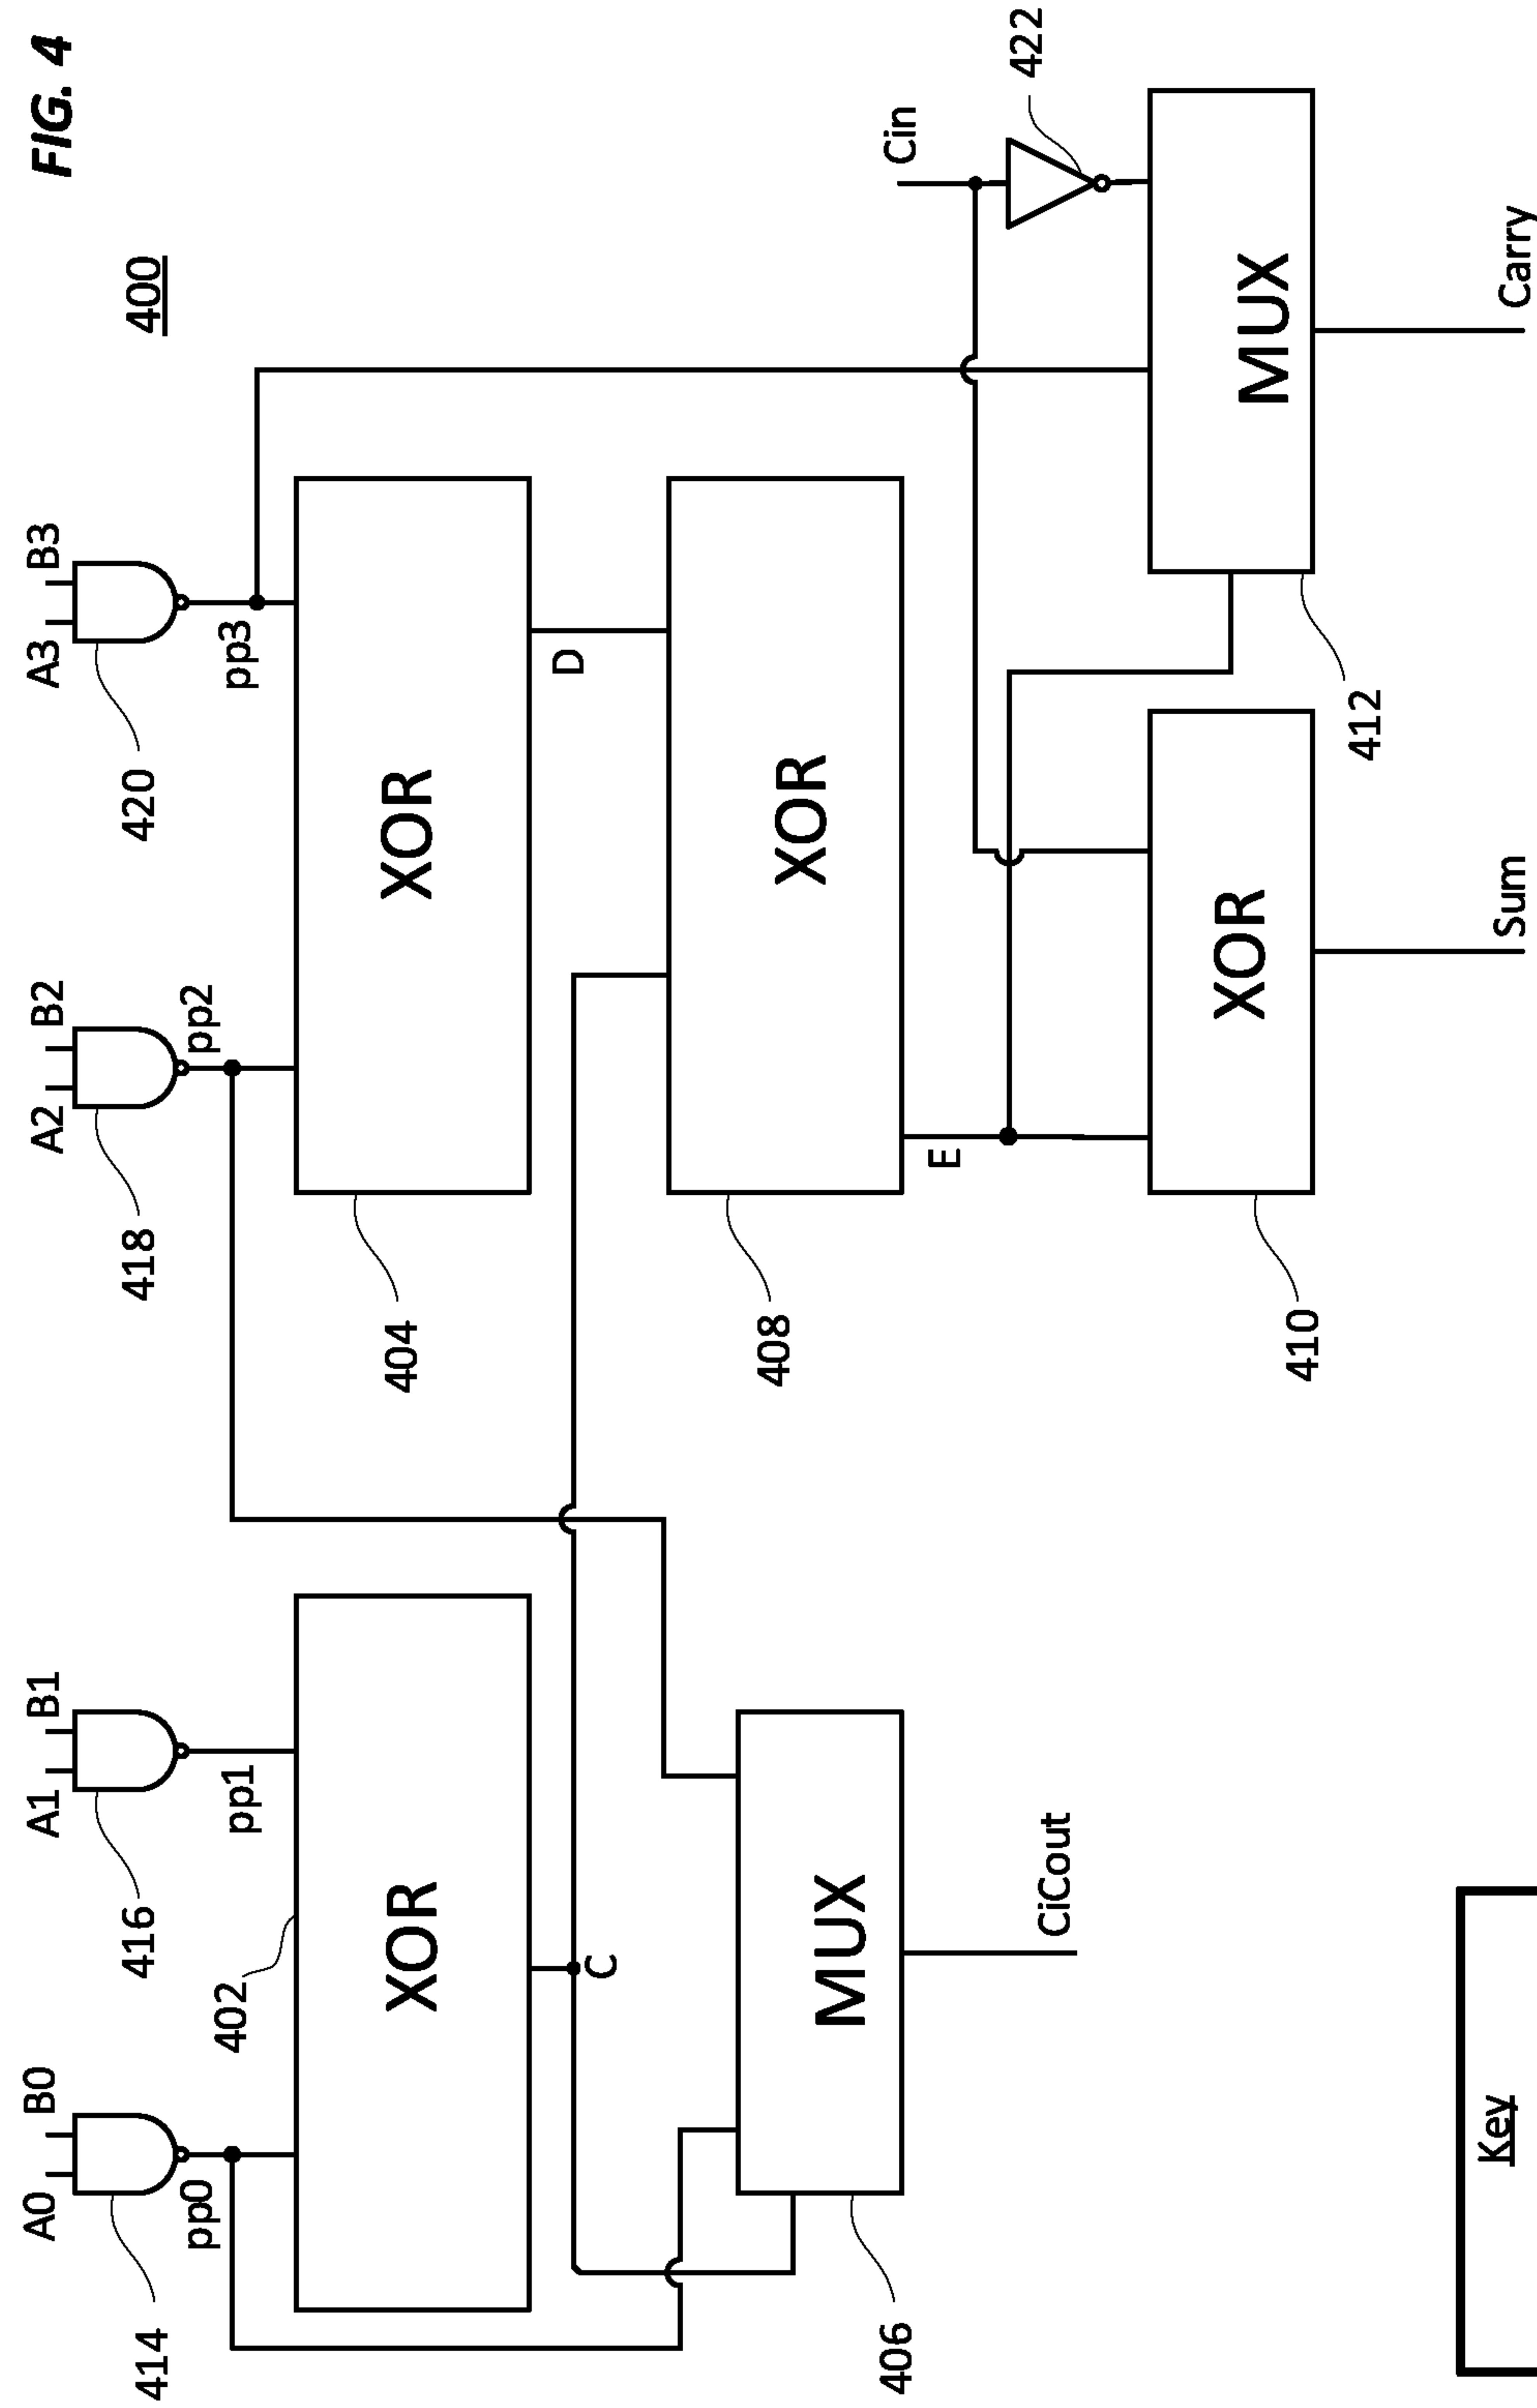 FIG. 4
400
A0 B0
A1 B1
A2 B2
A3 B3
414
416
418
420
pp0
pp1
pp2
pp3
402
XOR
404
XOR
C
D
406
MUX
408
XOR
CiCout
E
Cin
422
410
XOR
412
MUX
Sum
Carry
Key